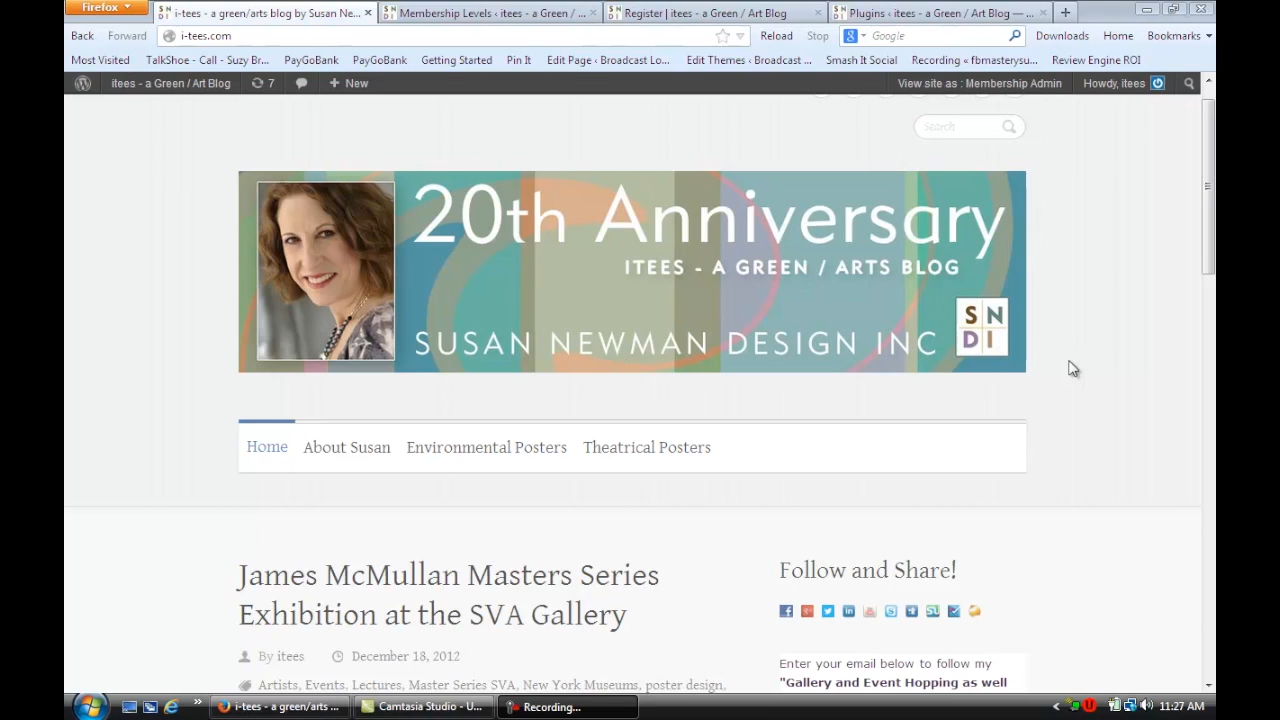 Firefox
i-tees - a green/arts blog by Susan Ne...
Membership Levels ‹ itees - a Green / ...
Register | itees - a Green / Art Blog
Plugins ‹ itees - a Green / Art Blog — ...
Back Forward i-tees.com Reload Stop Google Downloads Home Bookmarks
Most Visited TalkShoe - Call - Suzy Br... PayGoBank PayGoBank Getting Started Pin It Edit Page ‹ Broadcast Lo... Edit Themes ‹ Broadcast ... Smash It Social Recording ‹ fbmasterysu... Review Engine ROI
itees - a Green / Art Blog 7 + New View site as : Membership Admin Howdy, itees
Search
20th Anniversary
ITEES - A GREEN / ARTS BLOG
SUSAN NEWMAN DESIGN INC
S N
D I
Home About Susan Environmental Posters Theatrical Posters
James McMullan Masters Series
Exhibition at the SVA Gallery
By itees December 18, 2012
Artists, Events, Lectures, Master Series SVA, New York Museums, poster design,
Follow and Share!
Enter your email below to follow my
"Gallery and Event Hopping as well
i-tees - a green/arts ... Camtasia Studio - U... Recording... 11:27 AM